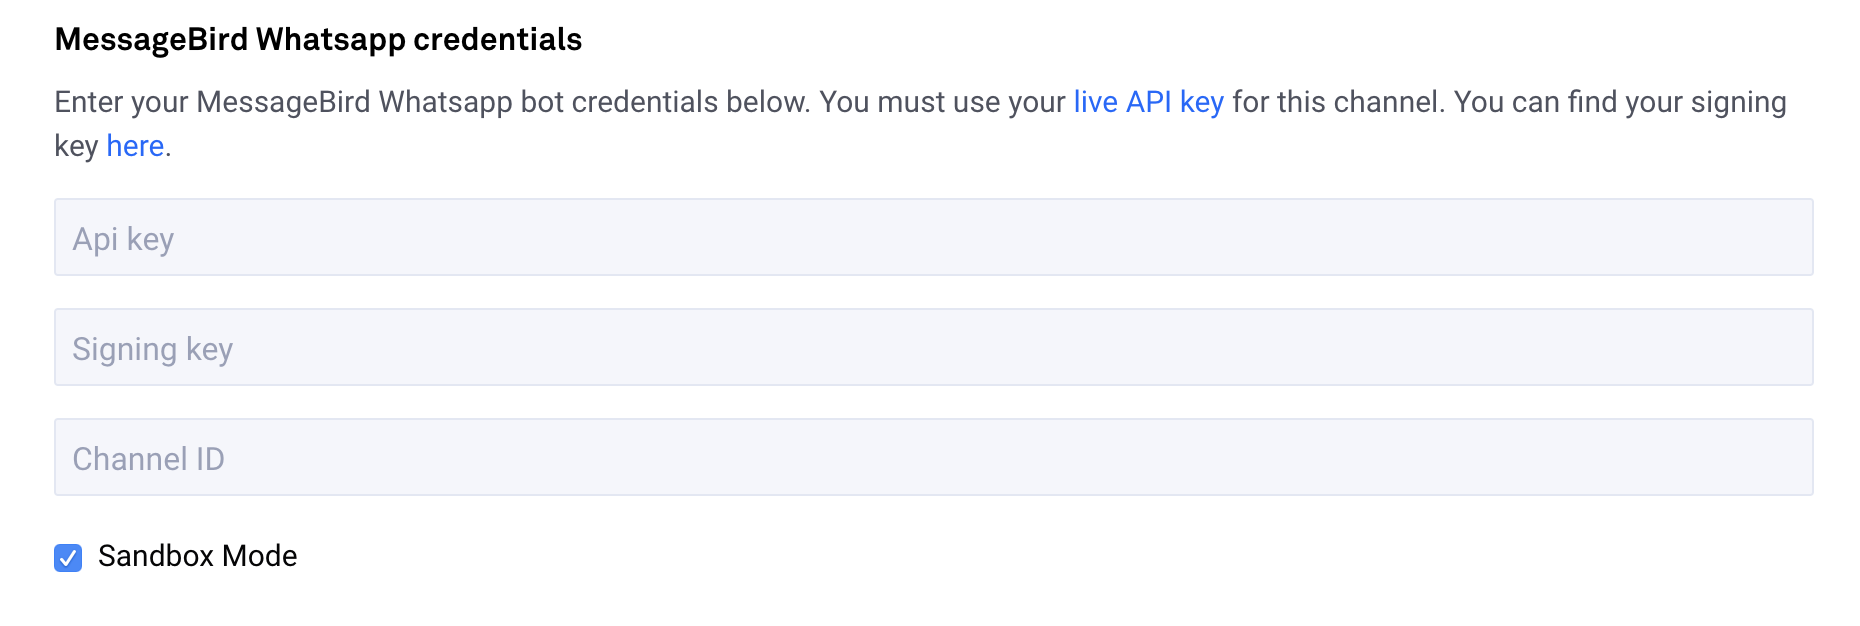 MessageBird Whatsapp credentials
Enter your MessageBird Whatsapp bot credentials below. You must use your live API key for this channel. You can find your signing
key here.
Api key
Signing key
Channel ID
Sandbox Mode